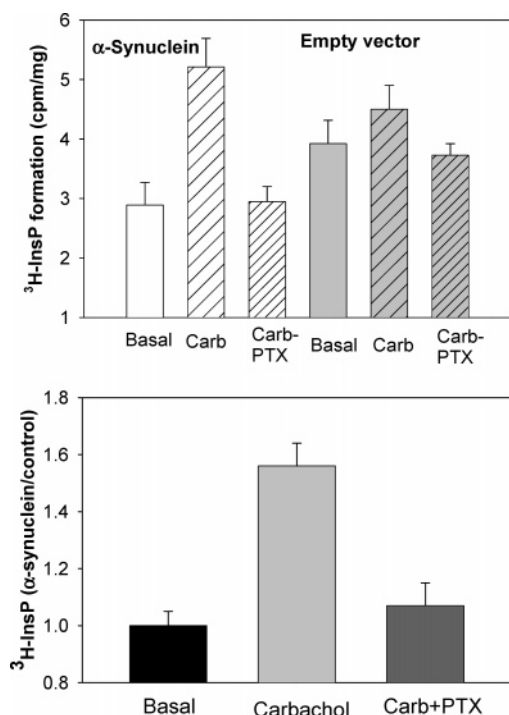 α-Synuclein Empty vector
³H-InsP formation (cpm/mg)
6
5
4
3
2
1
Basal Carb Carb-PTX Basal Carb Carb-PTX
³H-InsP (α-synuclein/control)
1.8
1.6
1.4
1.2
1.0
0.8
Basal Carbachol Carb+PTX